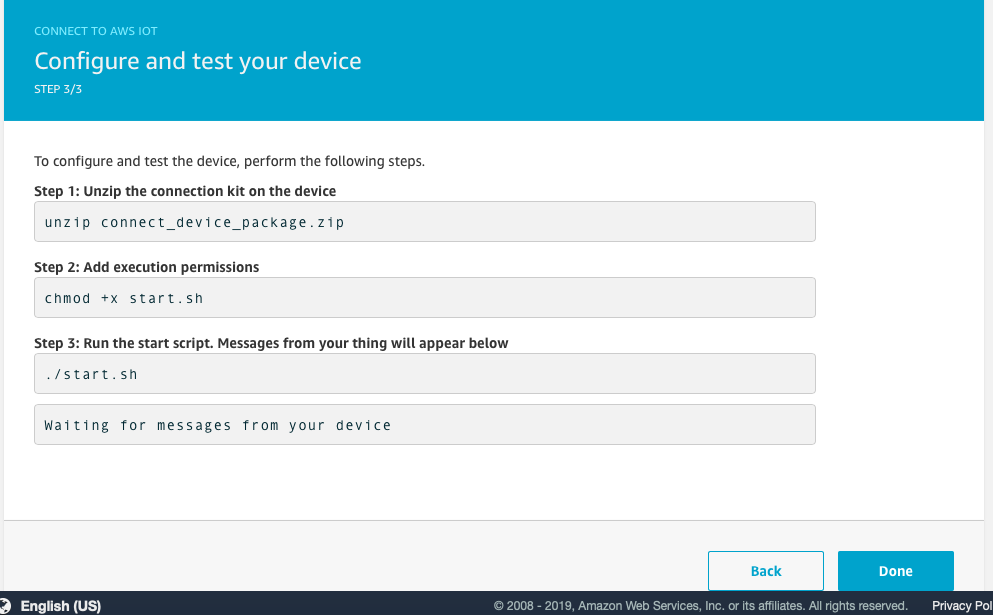 CONNECT TO AWS IOT
Configure and test your device
STEP 3/3
To configure and test the device, perform the following steps.
Step 1: Unzip the connection kit on the device
unzip connect_device_package.zip
Step 2: Add execution permissions
chmod +x start.sh
Step 3: Run the start script. Messages from your thing will appear below
./start.sh
Waiting for messages from your device
Back
Done
English (US)
© 2008 - 2019, Amazon Web Services, Inc. or its affiliates. All rights reserved.
Privacy Pol